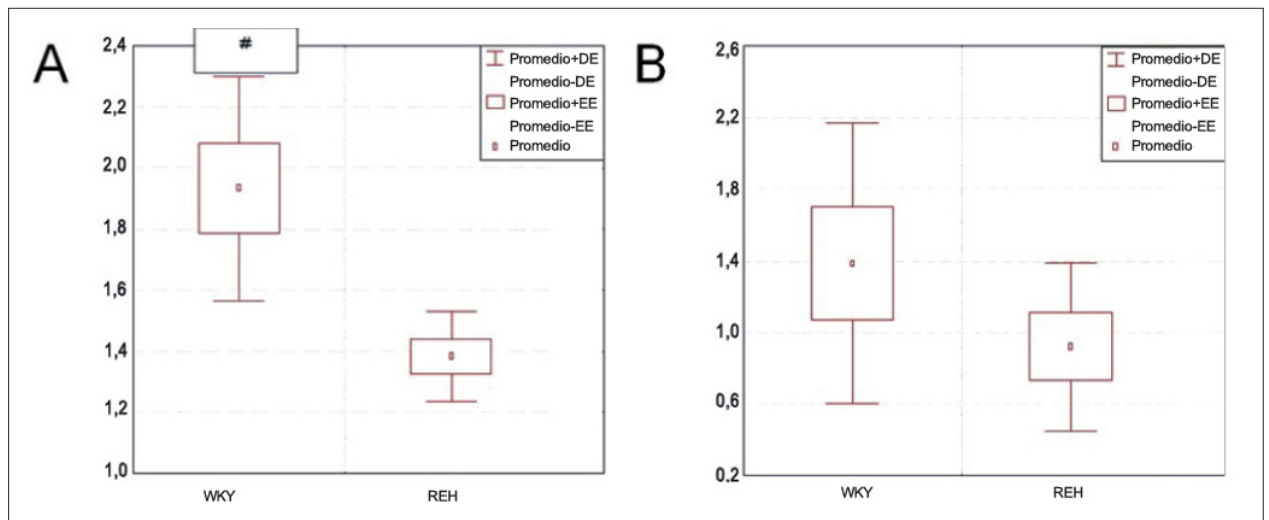 A
#
2,4
2,2
2,0
1,8
1,6
1,4
1,2
1,0
Promedio+DE
Promedio-DE
Promedio+EE
Promedio-EE
Promedio
WKY REH
B
2,6
2,2
1,8
1,4
1,0
0,6
0,2
Promedio+DE
Promedio-DE
Promedio+EE
Promedio-EE
Promedio
WKY REH